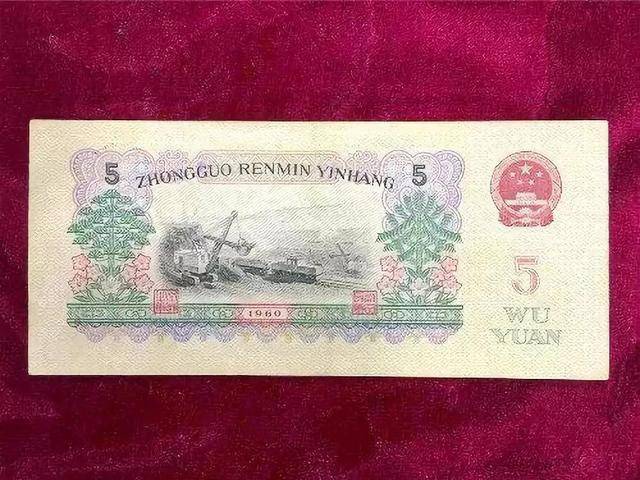 5 ZHONGGUO RENMIN YINHANG 5
1960
5
WU
YUAN